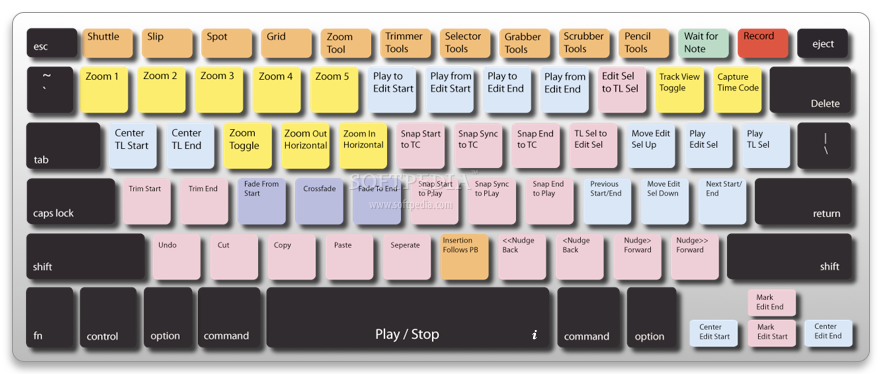 esc
Shuttle
Slip
Spot
Grid
Zoom
Tool
Trimmer
Tools
Selector
Tools
Grabber
Tools
Scrubber
Tools
Pencil
Tools
Wait for
Note
Record
eject
~
`
Zoom 1
Zoom 2
Zoom 3
Zoom 4
Zoom 5
Play to
Edit Start
Play from
Edit Start
Play to
Edit End
Play from
Edit End
Edit Sel
to TL Sel
Track View
Toggle
Capture
Time Code
Delete
tab
Center
TL Start
Center
TL End
Zoom
Toggle
Zoom Out
Horizontal
Zoom In
Horizontal
Snap Start
to TC
Snap Sync
to TC
Snap End
to TC
TL Sel to
Edit Sel
Move Edit
Sel Up
Play
Edit Sel
Play
TL Sel
|
\
caps lock
Trim Start
Trim End
Fade From
Start
Crossfade
Fade To End
Snap Start
to Play
Snap Sync
to PLay
Snap End
to Play
Previous
Start/End
Move Edit
Sel Down
Next Start/
End
return
SOFTPEDIA
www.softpedia.com
shift
Undo
Cut
Copy
Paste
Seperate
Insertion
Follows PB
<<Nudge
Back
<Nudge
Back
Nudge>
Forward
Nudge>>
Forward
shift
fn
control
option
command
Play / Stop
i
command
option
Center
Edit Start
Mark
Edit End
Mark
Edit Start
Center
Edit End